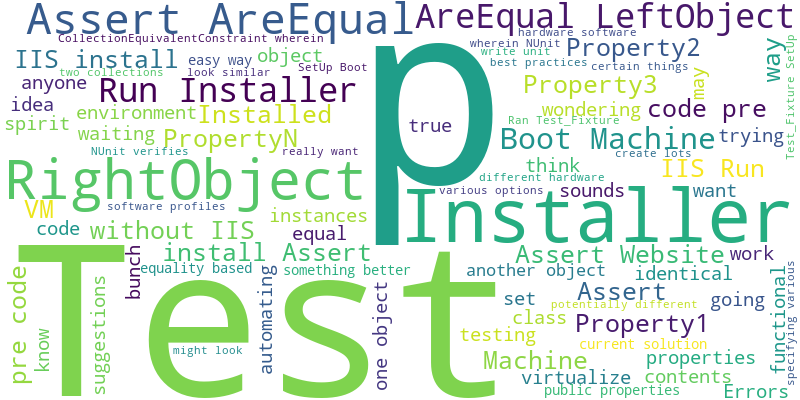 Assert AreEqual
AreEqual LeftObject
CollectionEquivalentConstraint wherein
hardware software
wherein NUnit
write unit
best practices
IIS install
easy way
object
Property2
way
two collections
look similar
SetUp Boot
certain things
anyone
Run Installer
Property3
may
idea
environment
Installed
wondering
code pre
spirit
waiting
PropertyN
true
Ran Test_Fixture
Boot Machine
trying
Test_Fixture SetUp
NUnit verifies
really want
p
create lots
think
IIS Run
different hardware
RightObject
various options
sounds
want
VM
software profiles
instances
Installer
code
without IIS
equal
Test
install Assert
Assert Website
work
bunch
equality based
something better
another object
identical
pre code
know
suggestions
automating
one object
set
Assert
going
functional
specifying various
potentially different
class
Property1
testing
current solution
might look
Machine
properties
virtualize
contents
public properties
Errors